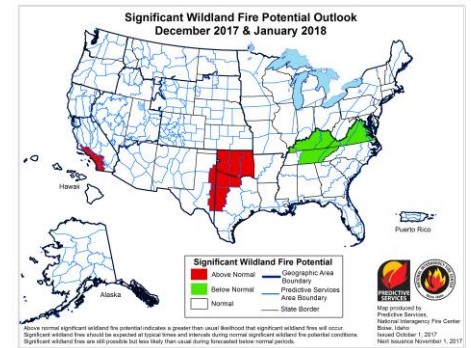 Significant Wildland Fire Potential Outlook
December 2017 & January 2018
Hawaii
Alaska
Puerto Rico
Significant Wildland Fire Potential
Above Normal
Below Normal
Normal
Geographic Area
Boundary
Predictive Services
Area Boundary
State Border
PREDICTIVE
SERVICES
Map produced by
Predictive Services,
National Interagency Fire Center
Boise, Idaho
Issued October 1, 2017
Next issuance November 1, 2017
Above normal significant wildland fire potential indicates a greater than usual likelihood that significant wildland fires will occur.
Significant wildland fires should be expected at typical times and intervals during normal significant wildland fire potential conditions.
Significant wildland fires are still possible but less likely than usual during forecasted below normal periods.